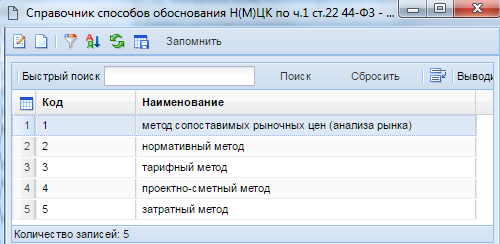 Справочник способов обоснования Н(М)ЦК по ч.1 ст.22 44-ФЗ - ...
Запомнить
Быстрый поиск Поиск Сбросить Выводи
Код Наименование
1 1 метод сопоставимых рыночных цен (анализа рынка)
2 2 нормативный метод
3 3 тарифный метод
4 4 проектно-сметный метод
5 5 затратный метод
Количество записей: 5